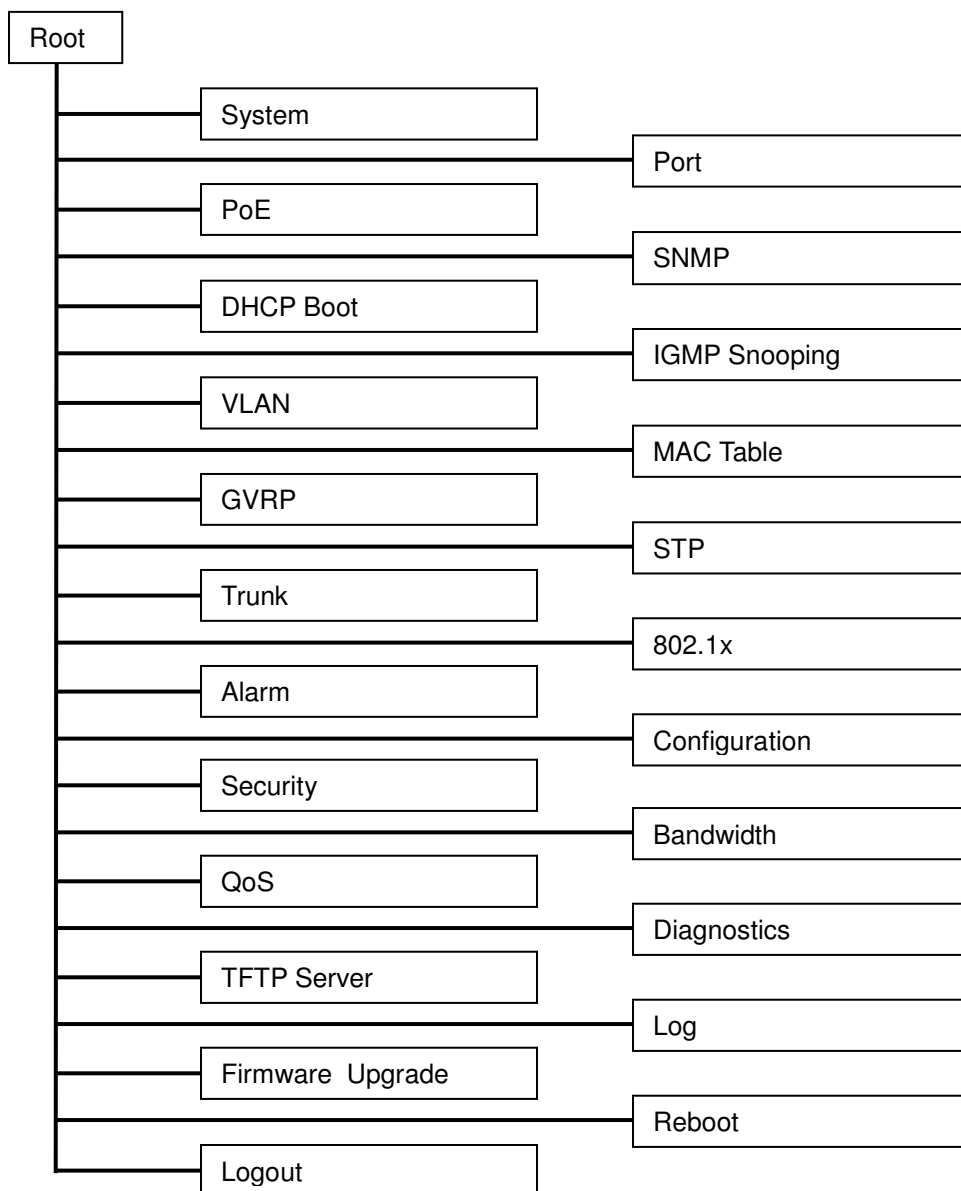 Root
System
Port
PoE
SNMP
DHCP Boot
IGMP Snooping
VLAN
MAC Table
GVRP
STP
Trunk
802.1x
Alarm
Configuration
Security
Bandwidth
QoS
Diagnostics
TFTP Server
Log
Firmware  Upgrade
Reboot
Logout